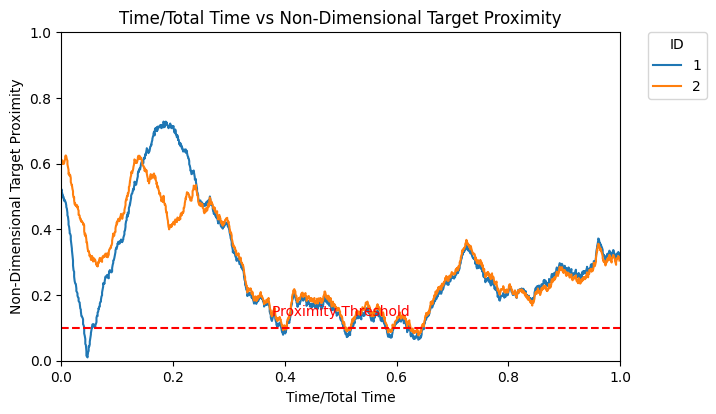 Time/Total Time vs Non-Dimensional Target Proximity
ID
1
2
Non-Dimensional Target Proximity
1.0
0.8
0.6
0.4
0.2
0.0
Proximity Threshold
0.0 0.2 0.4 0.6 0.8 1.0
Time/Total Time